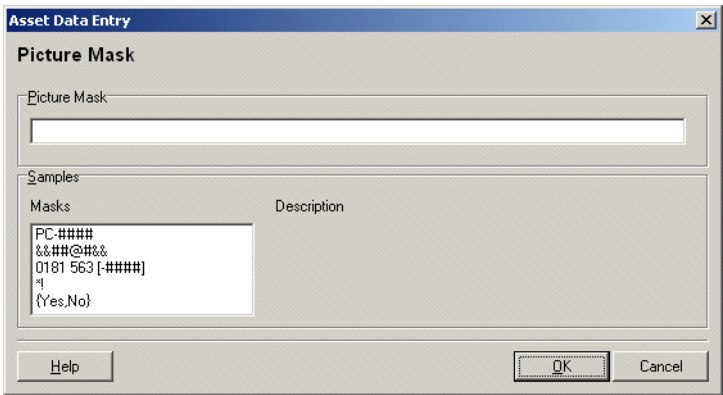 Asset Data Entry
Picture Mask
Picture Mask
Samples
Masks
Description
PC-####
&&##@#&&
0181 563 [-####]
*!
{Yes,No}
Help
OK
Cancel